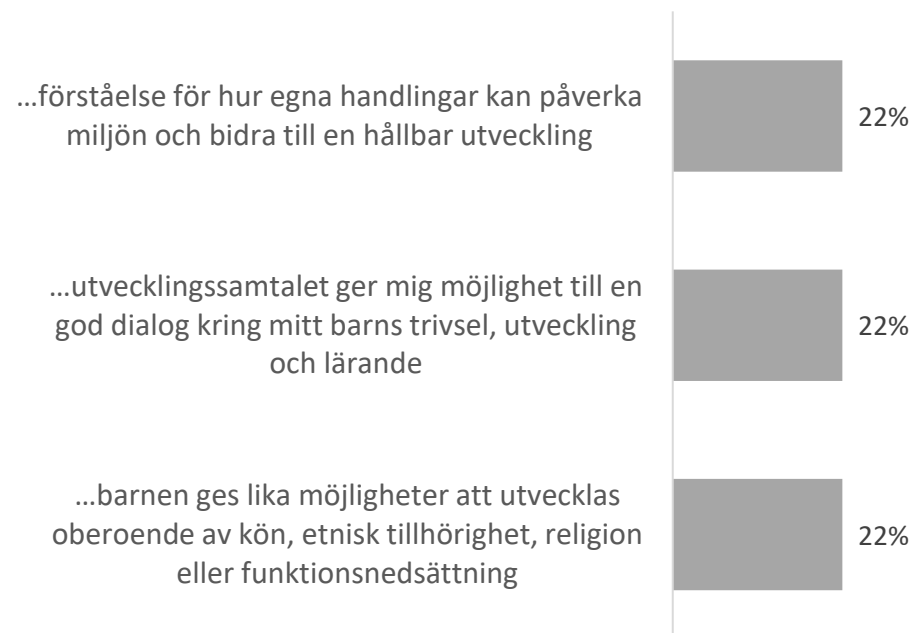 ...förståelse för hur egna handlingar kan påverka
miljön och bidra till en hållbar utveckling
22%
...utvecklingssamtalet ger mig möjlighet till en
god dialog kring mitt barns trivsel, utveckling
och lärande
22%
...barnen ges lika möjligheter att utvecklas
oberoende av kön, etnisk tillhörighet, religion
eller funktionsnedsättning
22%